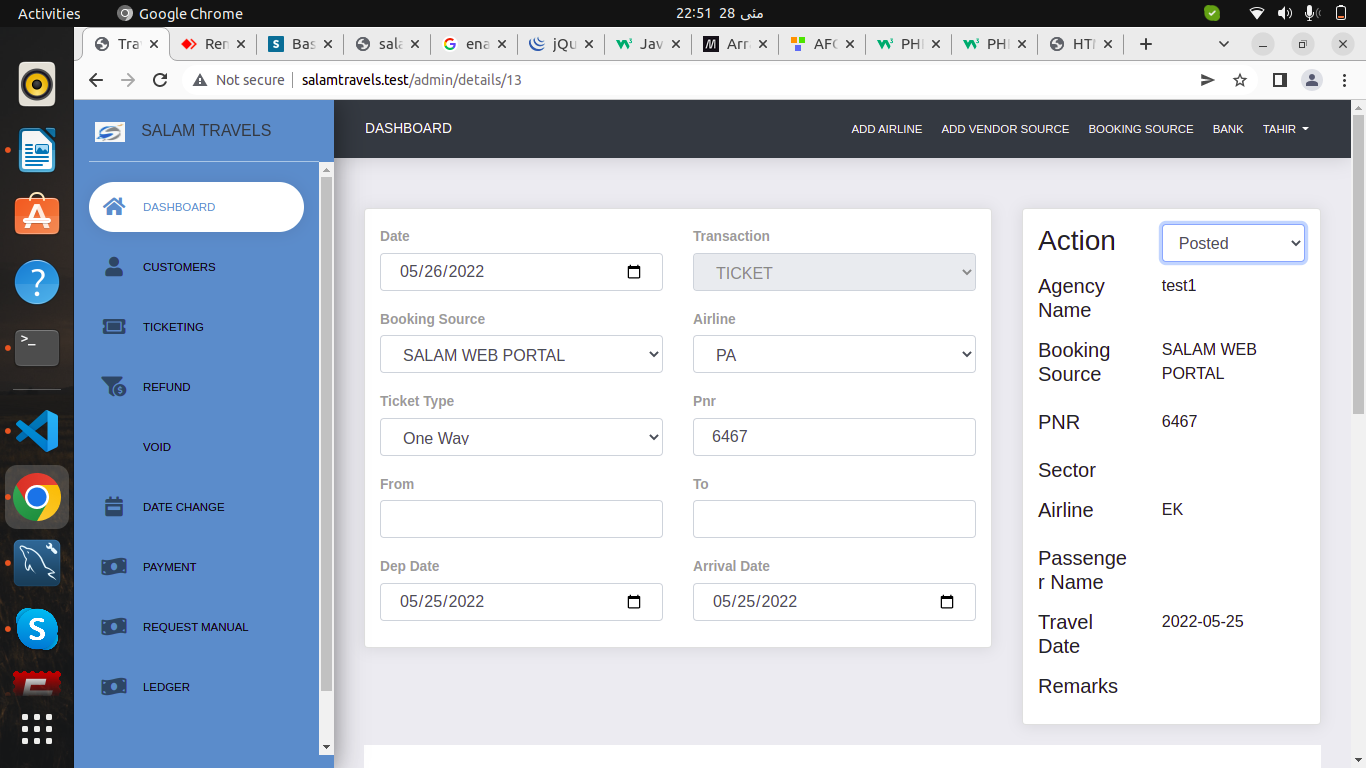 Activities
Google Chrome
22:51 28 مئی
Tra
Ren
Bas
sala
ena
jQu
Jav
Arra
AFO
PHI
PHI
HTM
Not secure
salamtravels.test/admin/details/13
SALAM TRAVELS
DASHBOARD
ADD AIRLINE
ADD VENDOR SOURCE
BOOKING SOURCE
BANK
TAHIR
DASHBOARD
CUSTOMERS
TICKETING
REFUND
VOID
DATE CHANGE
PAYMENT
REQUEST MANUAL
LEDGER
Date
Transaction
05/26/2022
TICKET
Booking Source
Airline
SALAM WEB PORTAL
PA
Ticket Type
Pnr
One Way
6467
From
To
Dep Date
Arrival Date
05/25/2022
05/25/2022
Action
Posted
Agency
Name
test1
Booking
Source
SALAM WEB
PORTAL
PNR
6467
Sector
Airline
EK
Passenge
r Name
Travel
Date
2022-05-25
Remarks